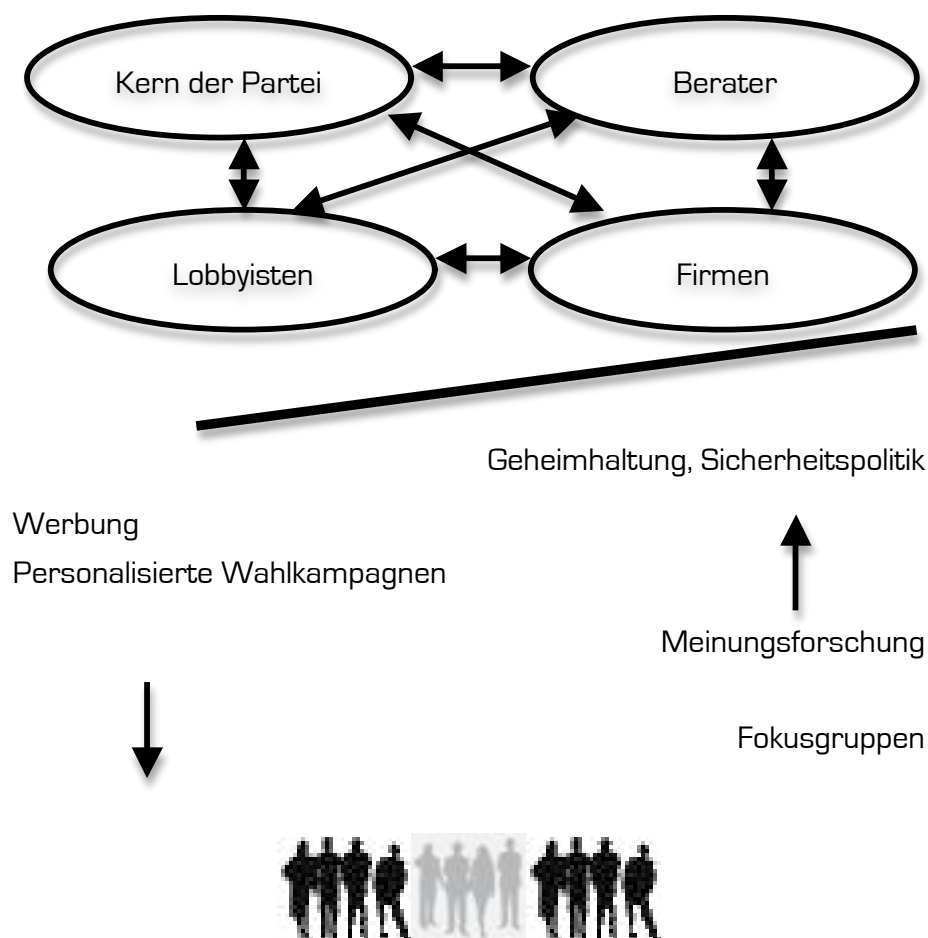 Kern der Partei
Berater
Lobbyisten
Firmen
Geheimhaltung, Sicherheitspolitik
Werbung
Personalisierte Wahlkampagnen
Meinungsforschung
Fokusgruppen